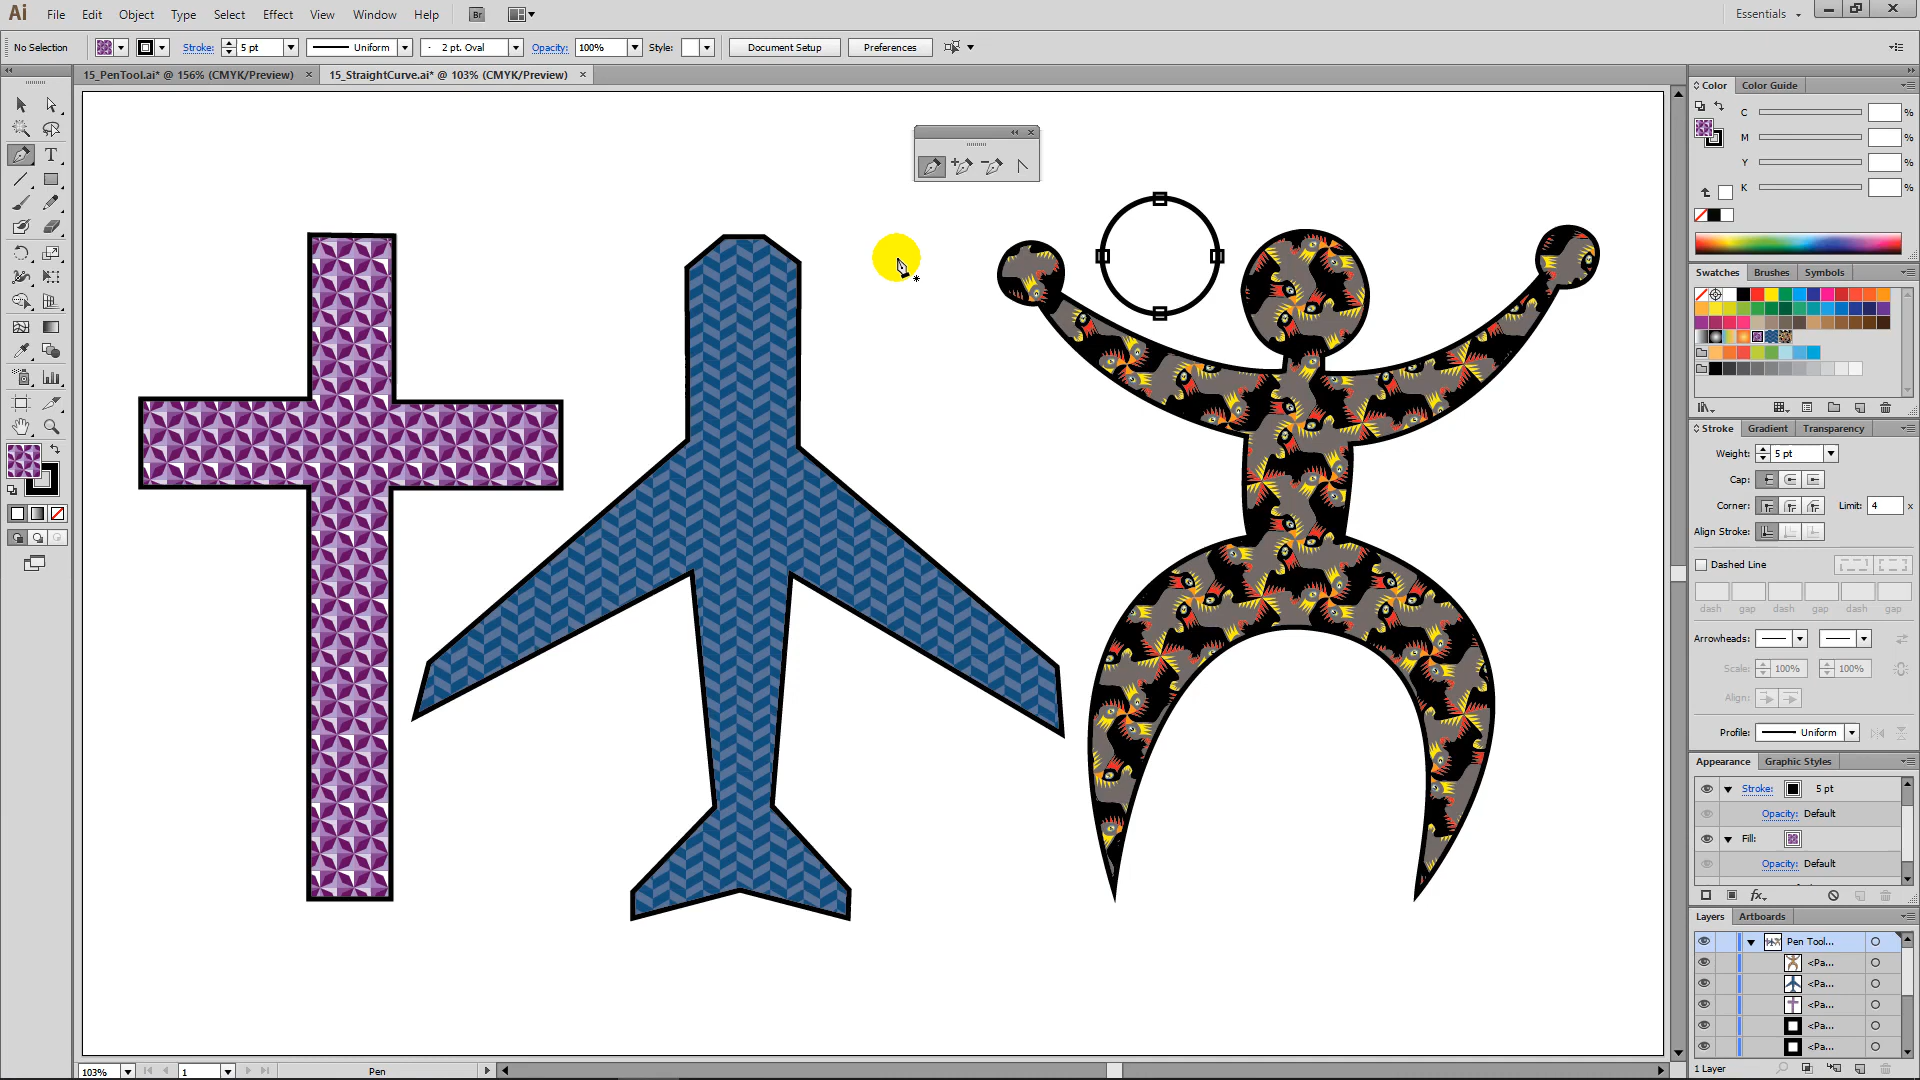 Ai File Edit Object Type Select Effect View Window Help Br Essentials
No Selection Stroke: 5 pt Uniform 2 pt. Oval Opacity: 100% Style: Document Setup Preferences
15_PenTool.ai* @ 156% (CMYK/Preview) 15_StraightCurve.ai* @ 103% (CMYK/Preview)
Color Color Guide
C %
M %
Y %
K %
Swatches Brushes Symbols
Stroke Gradient Transparency
Weight: 5 pt
Cap:
Corner: Limit: 4 x
Align Stroke:
Dashed Line
dash gap dash gap dash gap
Arrowheads:
Scale: 100% 100%
Align:
Profile: Uniform
Appearance Graphic Styles
Stroke: 5 pt
Opacity: Default
Fill:
Opacity: Default
fx
Layers Artboards
Pen Tool...
<Pa...
<Pa...
<Pa...
<Pa...
<Pa...
1 Layer
103% 1 Pen